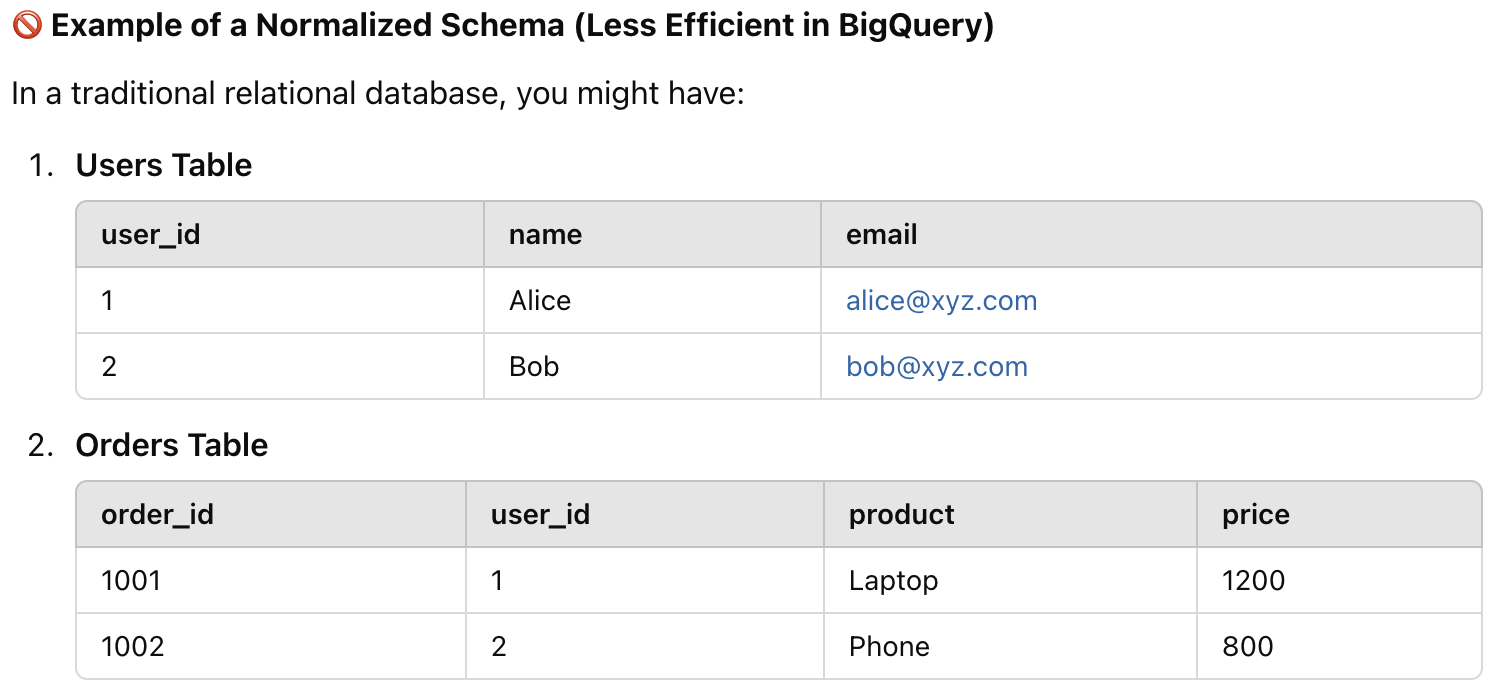 🚫 Example of a Normalized Schema (Less Efficient in BigQuery)
In a traditional relational database, you might have:
1. Users Table
user_id name email
1 Alice alice@xyz.com
2 Bob bob@xyz.com
2. Orders Table
order_id user_id product price
1001 1 Laptop 1200
1002 2 Phone 800